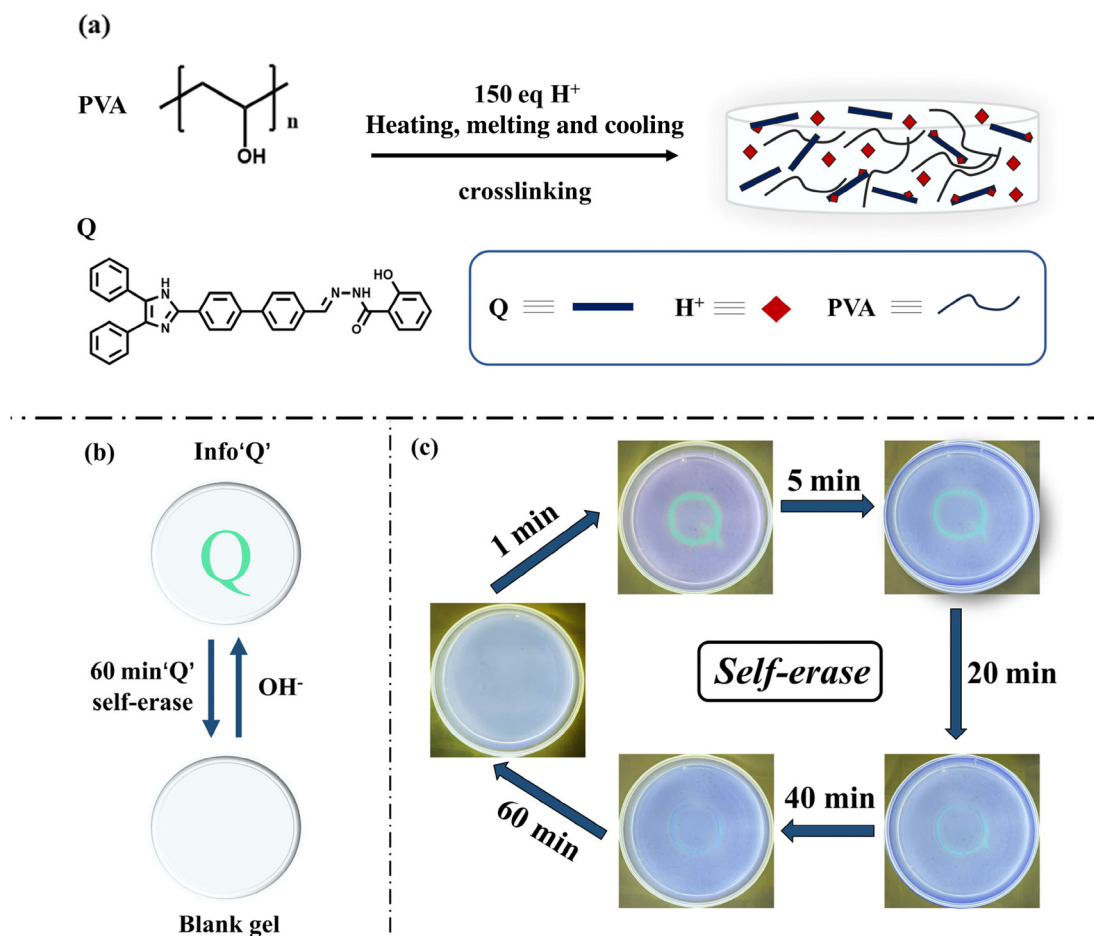 (a)
PVA
n
OH
150 eq H⁺
Heating, melting and cooling
crosslinking
Q
H
N
N
N
NH
O
HO
Q
H⁺
PVA
(b)
Info‘Q’
Q
60 min‘Q’
self-erase
OH⁻
Blank gel
(c)
1 min
Q
5 min
Q
Self-erase
20 min
Q
40 min
60 min